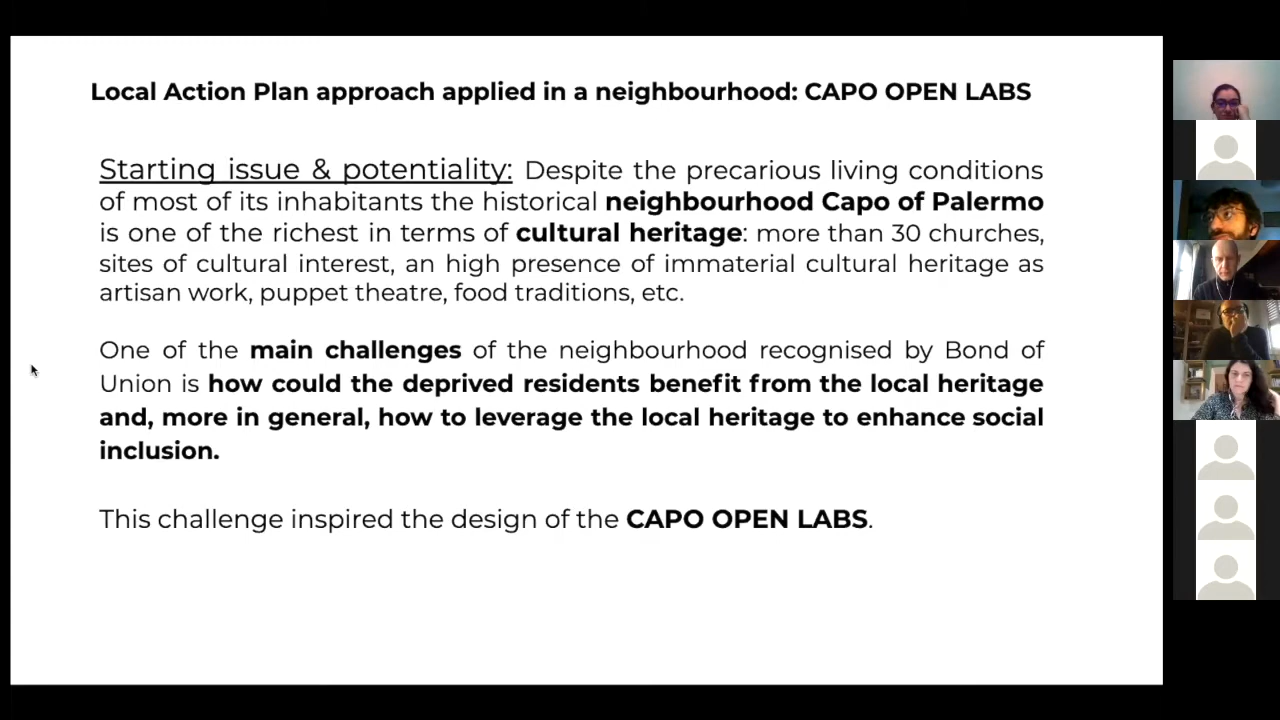 Local Action Plan approach applied in a neighbourhood: CAPO OPEN LABS
Starting issue & potentiality: Despite the precarious living conditions
of most of its inhabitants the historical neighbourhood Capo of Palermo
is one of the richest in terms of cultural heritage: more than 30 churches,
sites of cultural interest, an high presence of immaterial cultural heritage as
artisan work, puppet theatre, food traditions, etc.
One of the main challenges of the neighbourhood recognised by Bond of
Union is how could the deprived residents benefit from the local heritage
and, more in general, how to leverage the local heritage to enhance social
inclusion.
This challenge inspired the design of the CAPO OPEN LABS.